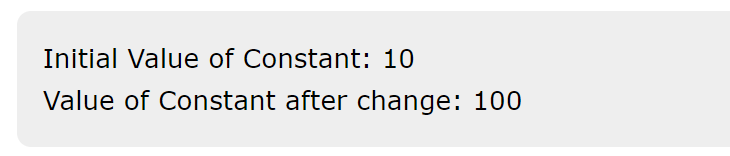 Initial Value of Constant: 10
Value of Constant after change: 100